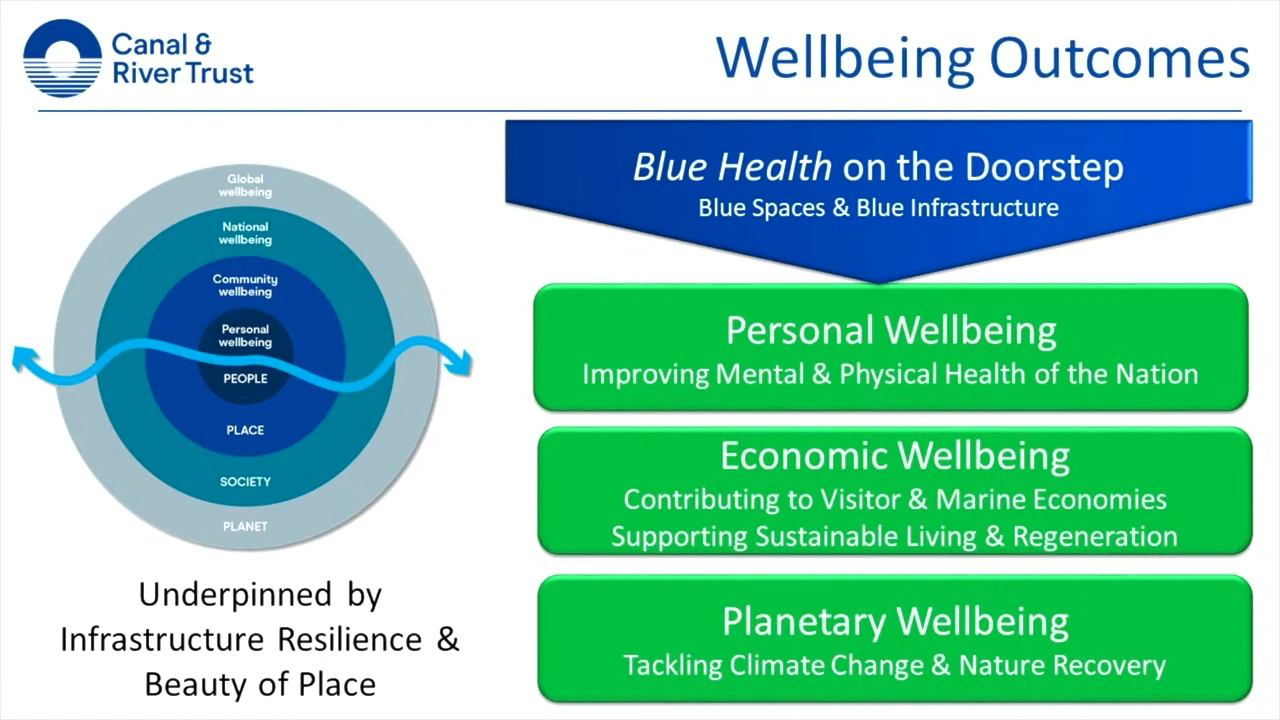 Canal &
River Trust
Wellbeing Outcomes
Global
wellbeing
National
wellbeing
Community
wellbeing
Personal
wellbeing
PEOPLE
PLACE
SOCIETY
PLANET
Underpinned by
Infrastructure Resilience &
Beauty of Place
Blue Health on the Doorstep
Blue Spaces & Blue Infrastructure
Personal Wellbeing
Improving Mental & Physical Health of the Nation
Economic Wellbeing
Contributing to Visitor & Marine Economies
Supporting Sustainable Living & Regeneration
Planetary Wellbeing
Tackling Climate Change & Nature Recovery